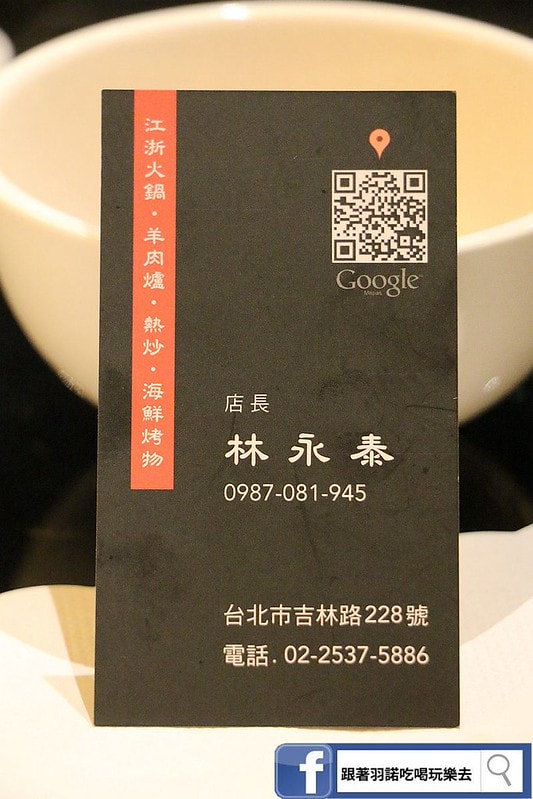 江浙火鍋·羊肉爐·熱炒·海鮮烤物
Google
Maps
店長
林永泰
0987-081-945
台北市吉林路228號
電話. 02-2537-5886
f
跟著羽諾吃喝玩樂去